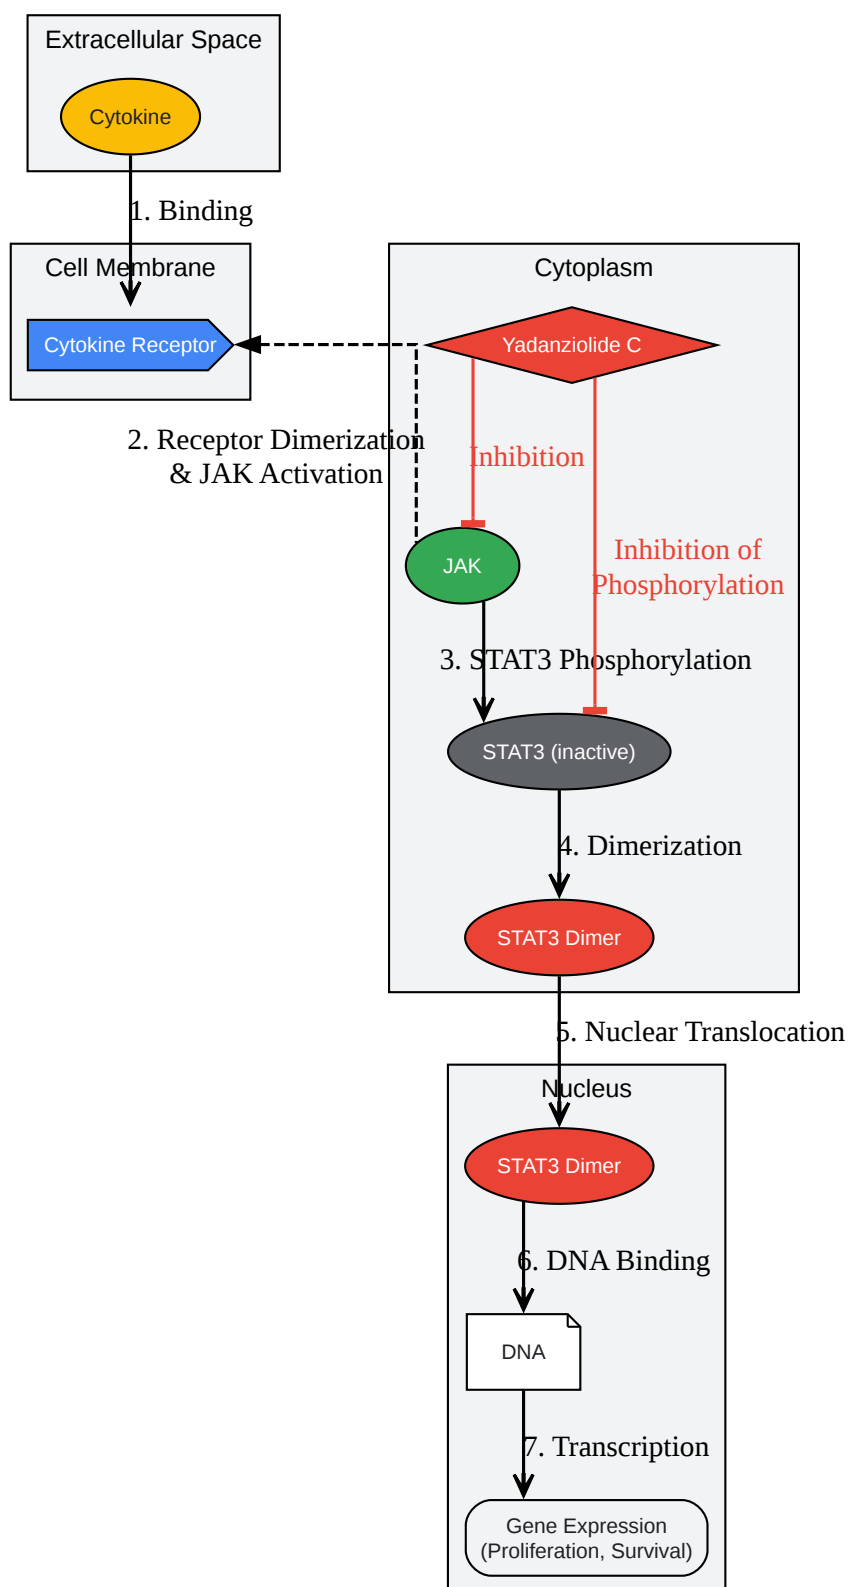 Extracellular Space
Cytokine
1. Binding
Cell Membrane
Cytokine Receptor
Cytoplasm
Yadanziolide C
2. Receptor Dimerization
& JAK Activation
Inhibition
Inhibition of
Phosphorylation
JAK
3. STAT3 Phosphorylation
STAT3 (inactive)
4. Dimerization
STAT3 Dimer
5. Nuclear Translocation
Nucleus
STAT3 Dimer
6. DNA Binding
DNA
7. Transcription
Gene Expression
(Proliferation, Survival)